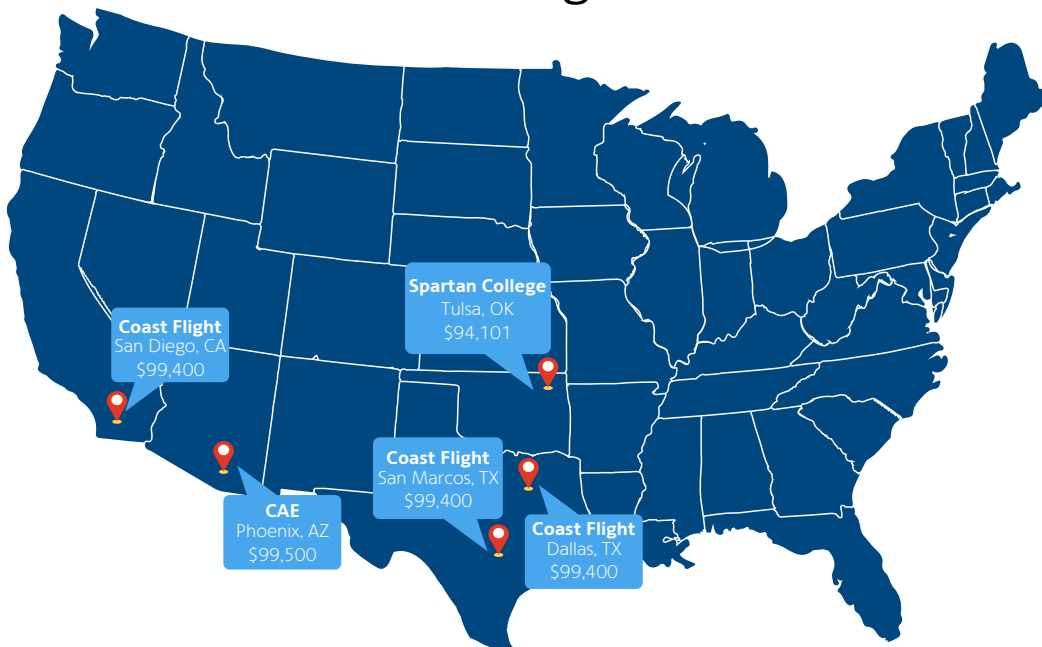 Spartan College
Tulsa, OK
$94,101
Coast Flight
San Diego, CA
$99,400
Coast Flight
San Marcos, TX
$99,400
CAE
Phoenix, AZ
$99,500
Coast Flight
Dallas, TX
$99,400